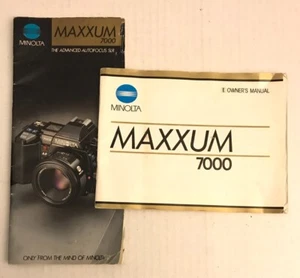 MINOLTA
MAXXUM
7000
THE ADVANCED AUTOFOCUS SLR
ONLY FROM THE MIND OF MINOLTA
MINOLTA
OWNER'S MANUAL
MAXXUM
7000